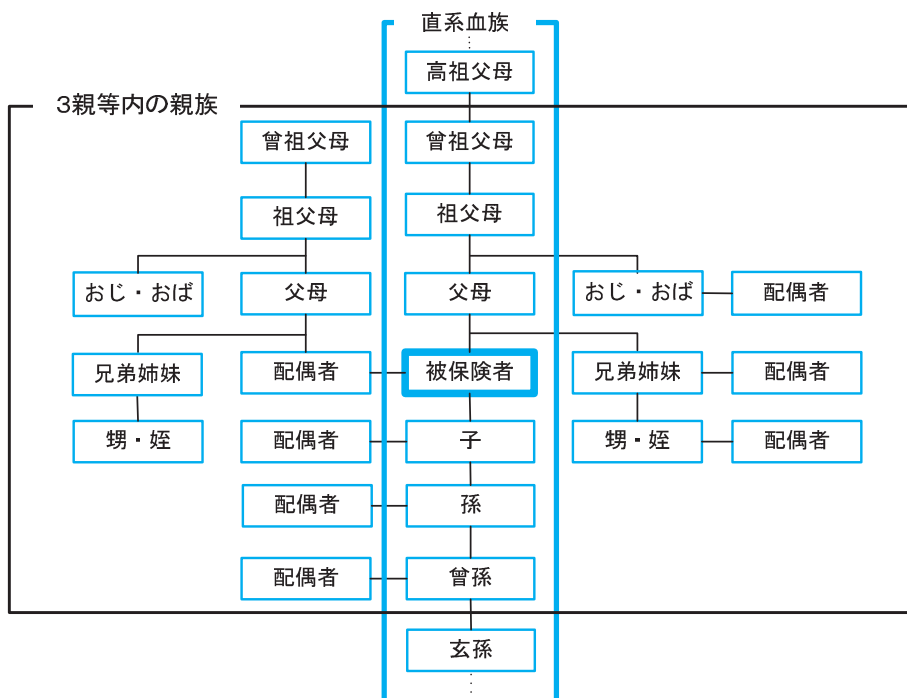 直系血族
高祖父母
3親等内の親族
曾祖父母 曾祖父母
祖父母 祖父母
おじ・おば 父母 父母 おじ・おば 配偶者
兄弟姉妹 配偶者 被保険者 兄弟姉妹 配偶者
甥・姪 配偶者 子 甥・姪 配偶者
配偶者 孫
配偶者 曾孫
玄孫